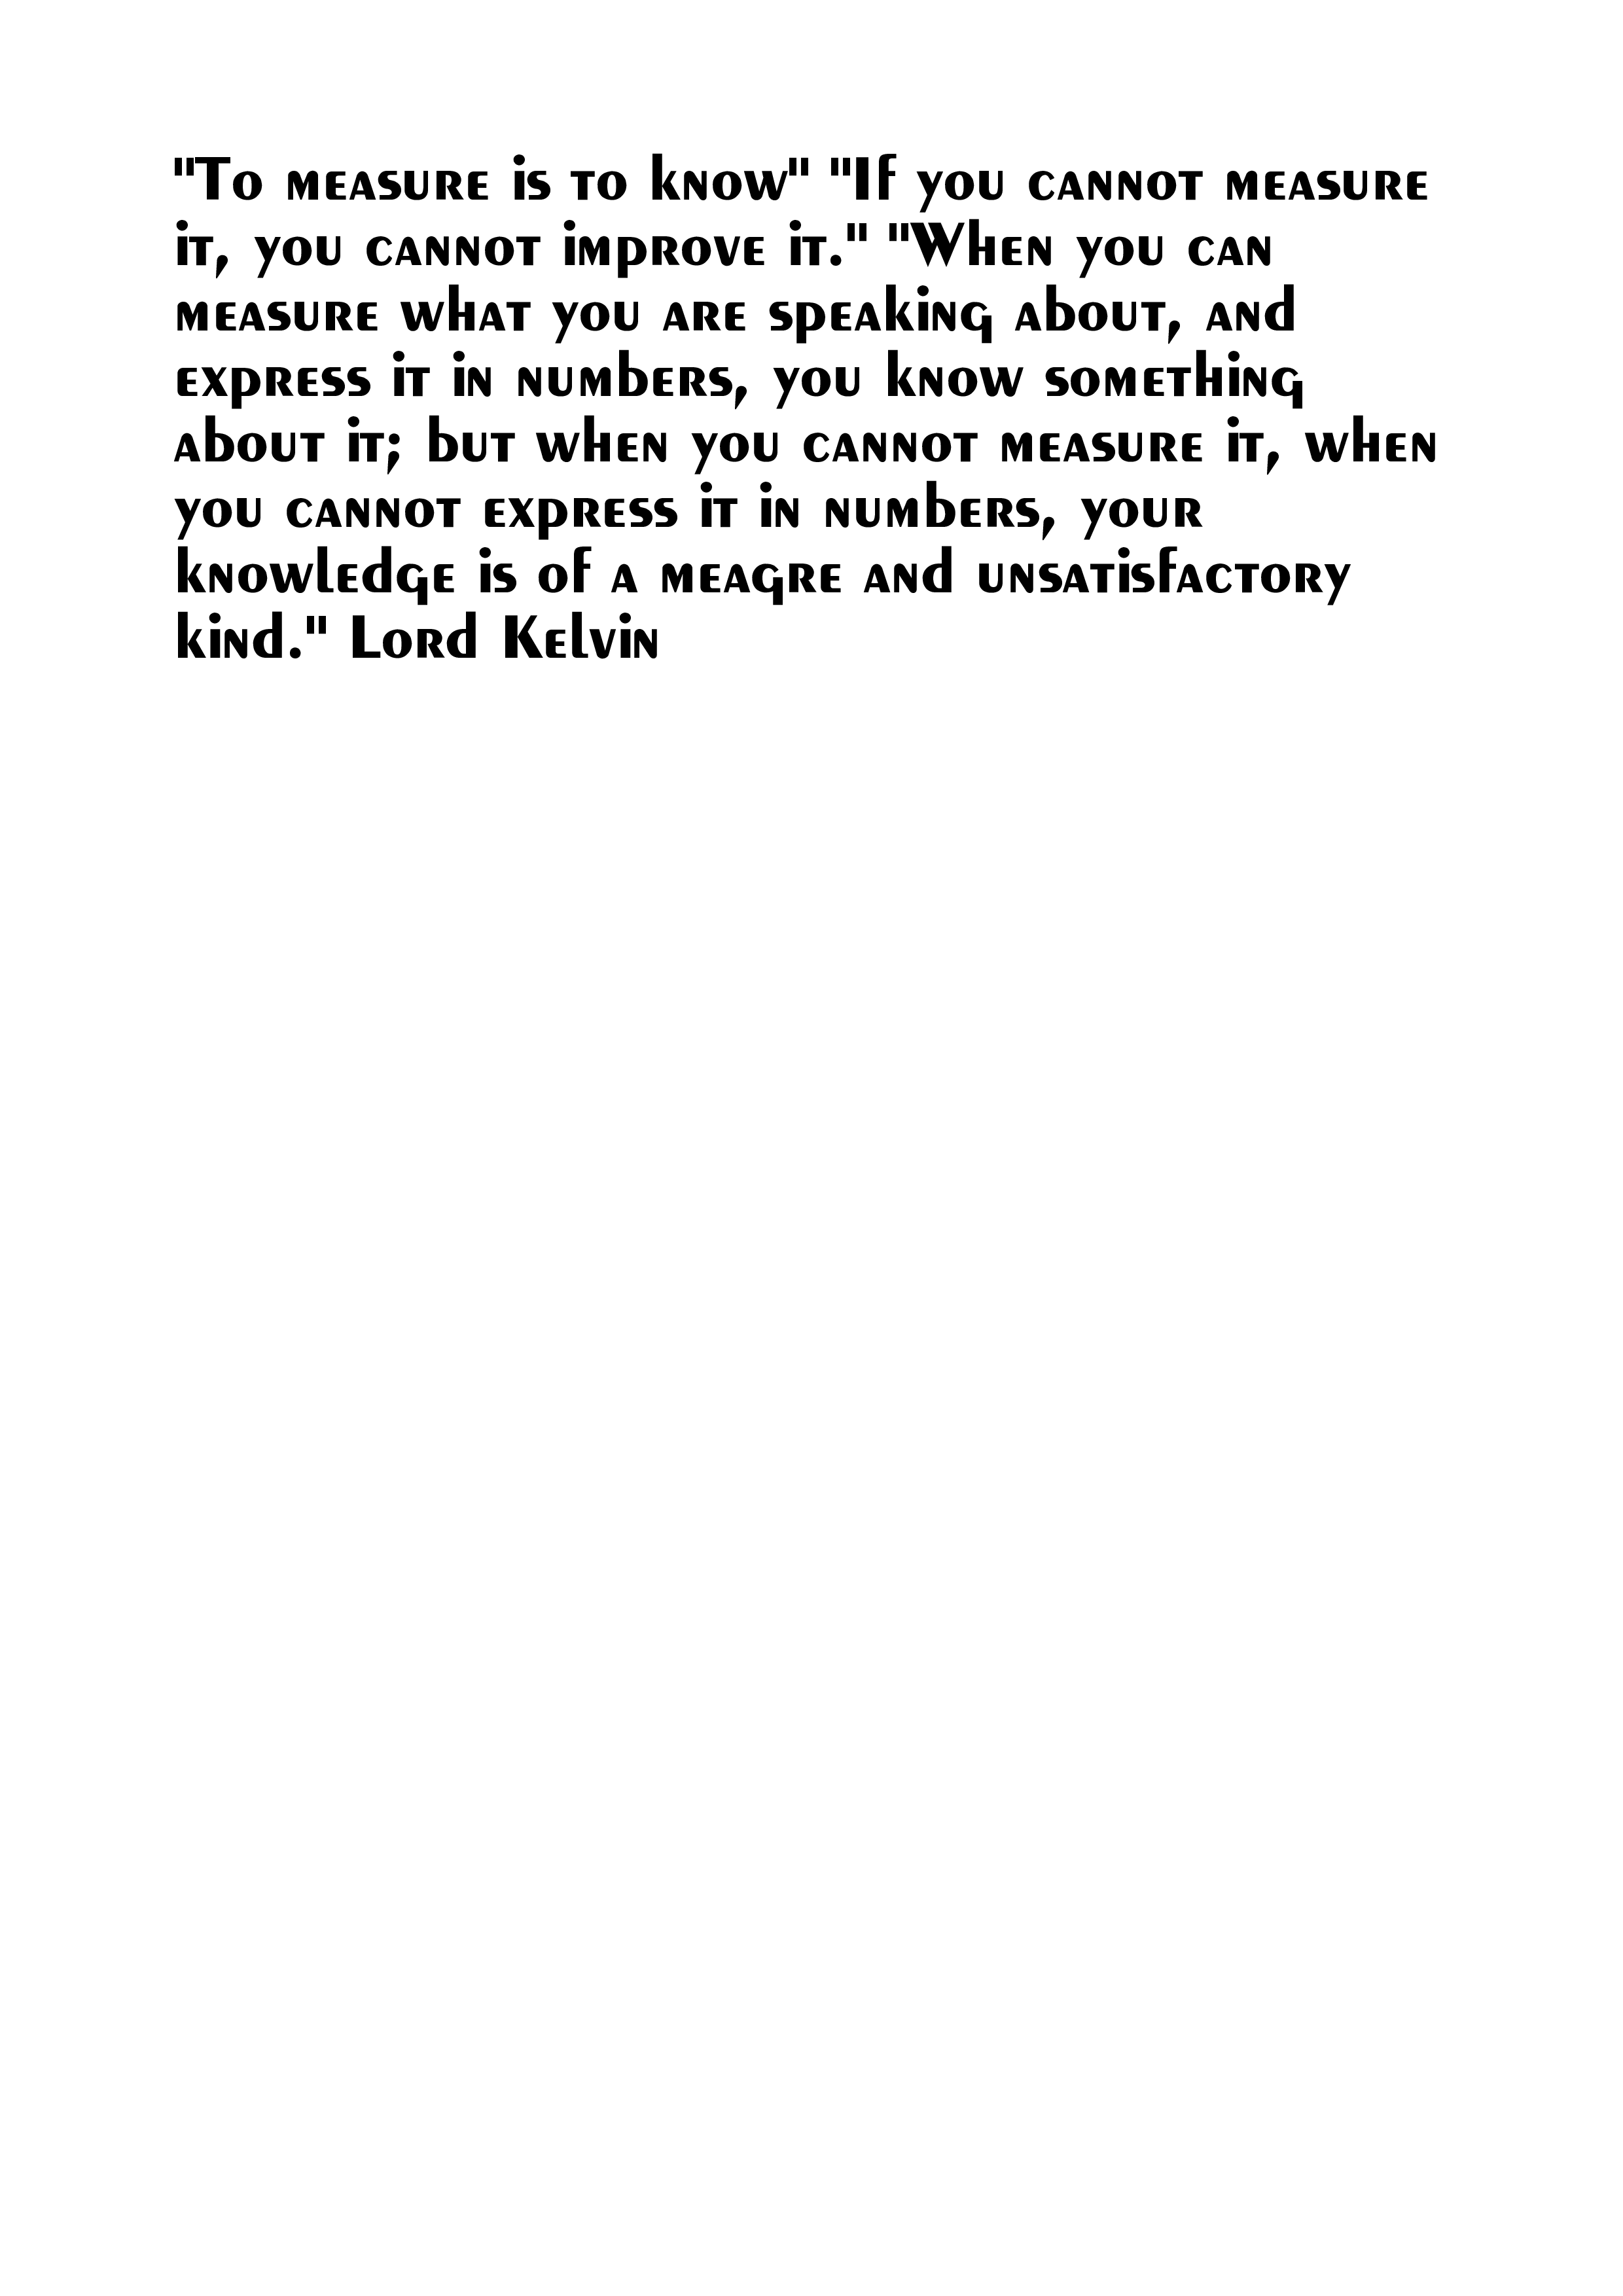 "To measure is to know" "If you cannot measure
it, you cannot improve it." "When you can
measure what you are speaking about, and
express it in numbers, you know something
about it; but when you cannot measure it, when
you cannot express it in numbers, your
knowledge is of a meagre and unsatisfactory
kind." Lord Kelvin